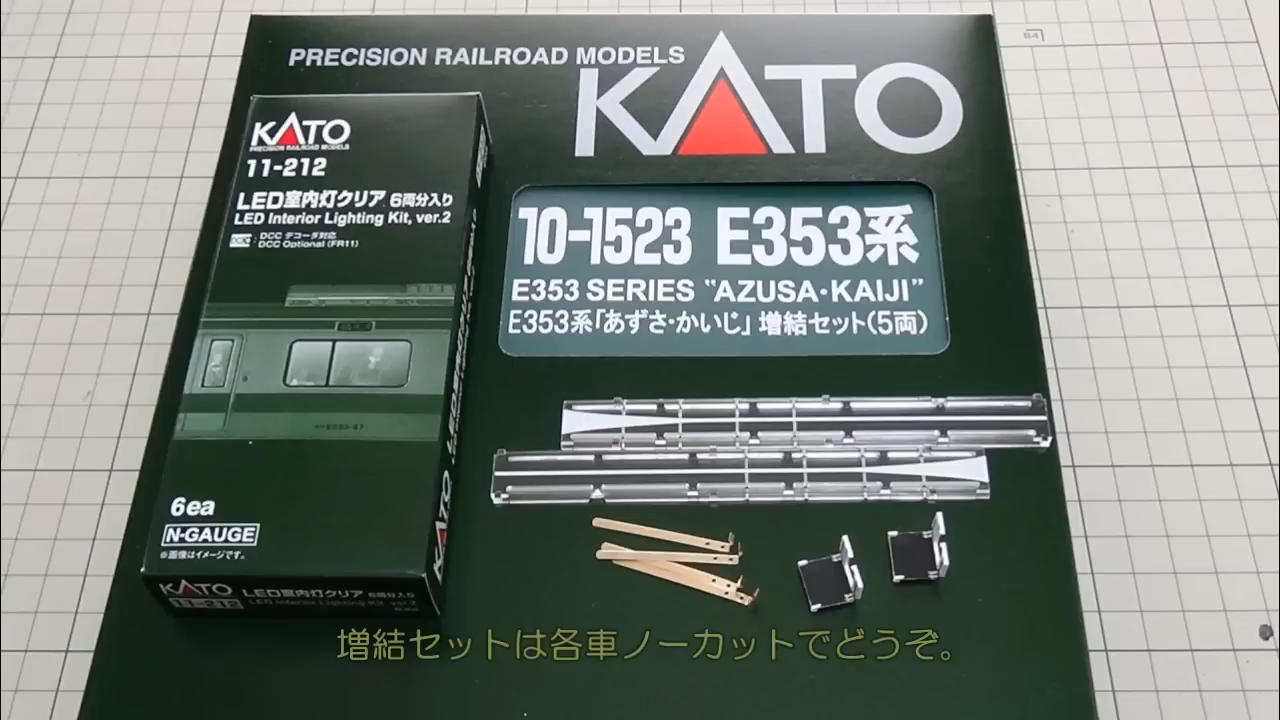 PRECISION RAILROAD MODELS
KATO
10-1523 E353系
E353 SERIES "AZUSA・KAIJI"
E353系「あずさ・かいじ」増結セット(5両)
KATO
PRECISION RAILROAD MODELS
11-212
LED室内灯クリア 6両分入り
LED Interior Lighting Kit, ver.2
DCC デコーダ対応
DCC Optional (FR11)
6ea
N-GAUGE
※画像はイメージです。
KATO
KATO LED室内灯クリア 6両分入り
11-212 LED Interior Lighting Kit, ver.2
増結セットは各車ノーカットでどうぞ。